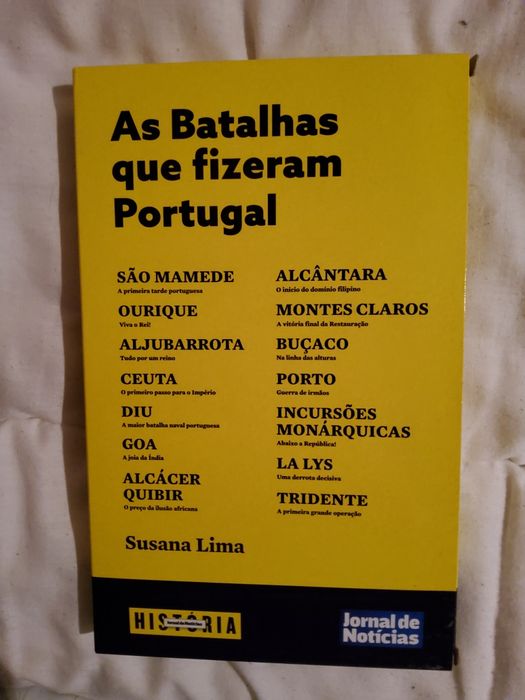 As Batalhas
que fizeram
Portugal
SÃO MAMEDE
A primeira tarde portuguesa
OURIQUE
Viva o Rei!
ALJUBARROTA
Tudo por um reino
CEUTA
O primeiro passo para o Império
DIU
A maior batalha naval portuguesa
GOA
A joia da Índia
ALCÁCER
QUIBIR
O preço da ilusão africana
ALCÂNTARA
O início do domínio filipino
MONTES CLAROS
A vitória final da Restauração
BUÇACO
Na linha das alturas
PORTO
Guerra de irmãos
INCURSÕES
MONÁRQUICAS
Abaixo a República!
LA LYS
Uma derrota decisiva
TRIDENTE
A primeira grande operação
Susana Lima
HISTÓRIA
Jornal de Notícias
Jornal de
Notícias